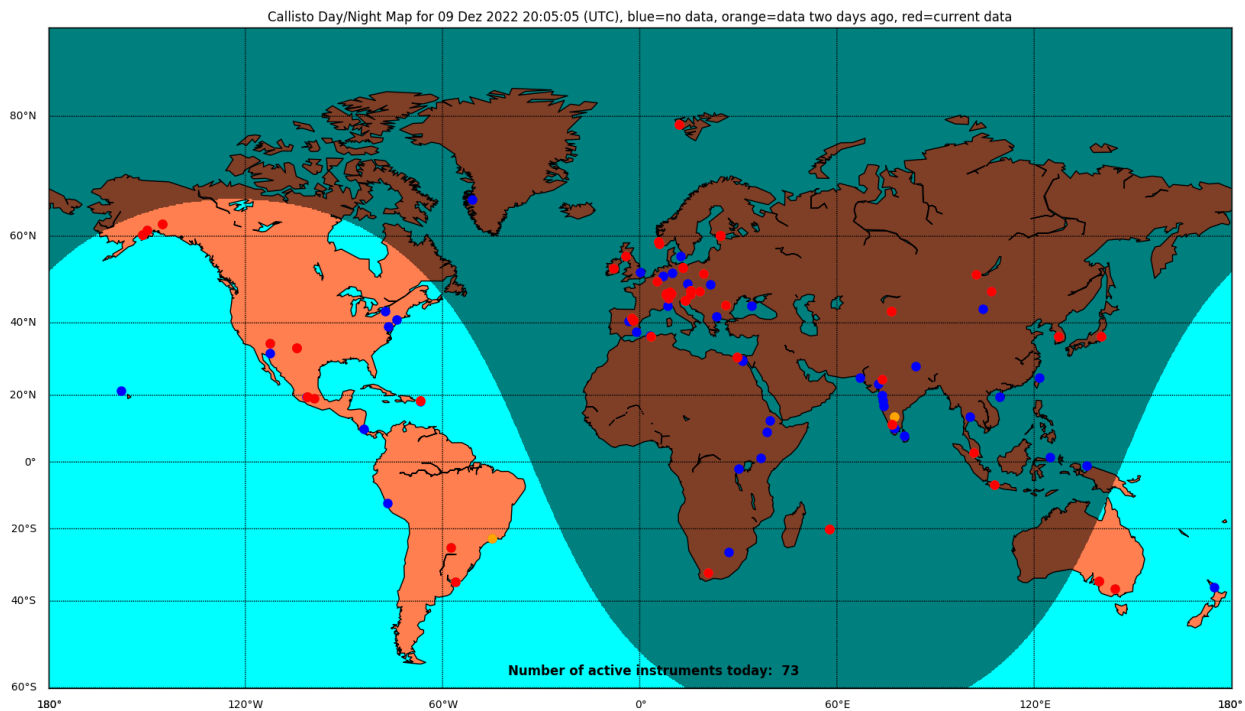 Callisto Day/Night Map for 09 Dez 2022 20:05:05 (UTC), blue=no data, orange=data two days ago, red=current data
80°N
60°N
40°N
20°N
0°
20°S
40°S
60°S
Number of active instruments today:  73
180° 120°W 60°W 0° 60°E 120°E 180°